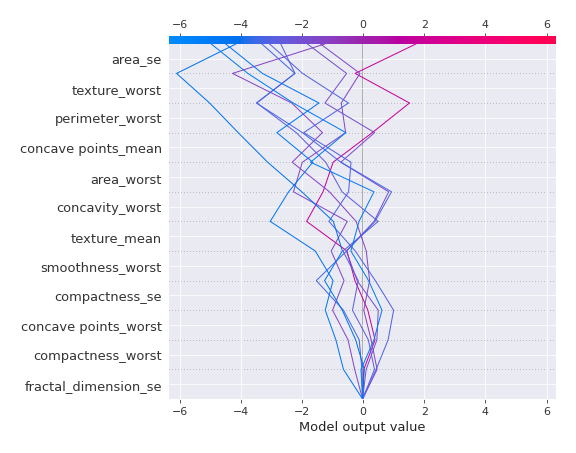 −6 −4 −2 0 2 4 6
area_se
texture_worst
perimeter_worst
concave points_mean
area_worst
concavity_worst
texture_mean
smoothness_worst
compactness_se
concave points_worst
compactness_worst
fractal_dimension_se
−6 −4 −2 0 2 4 6
Model output value